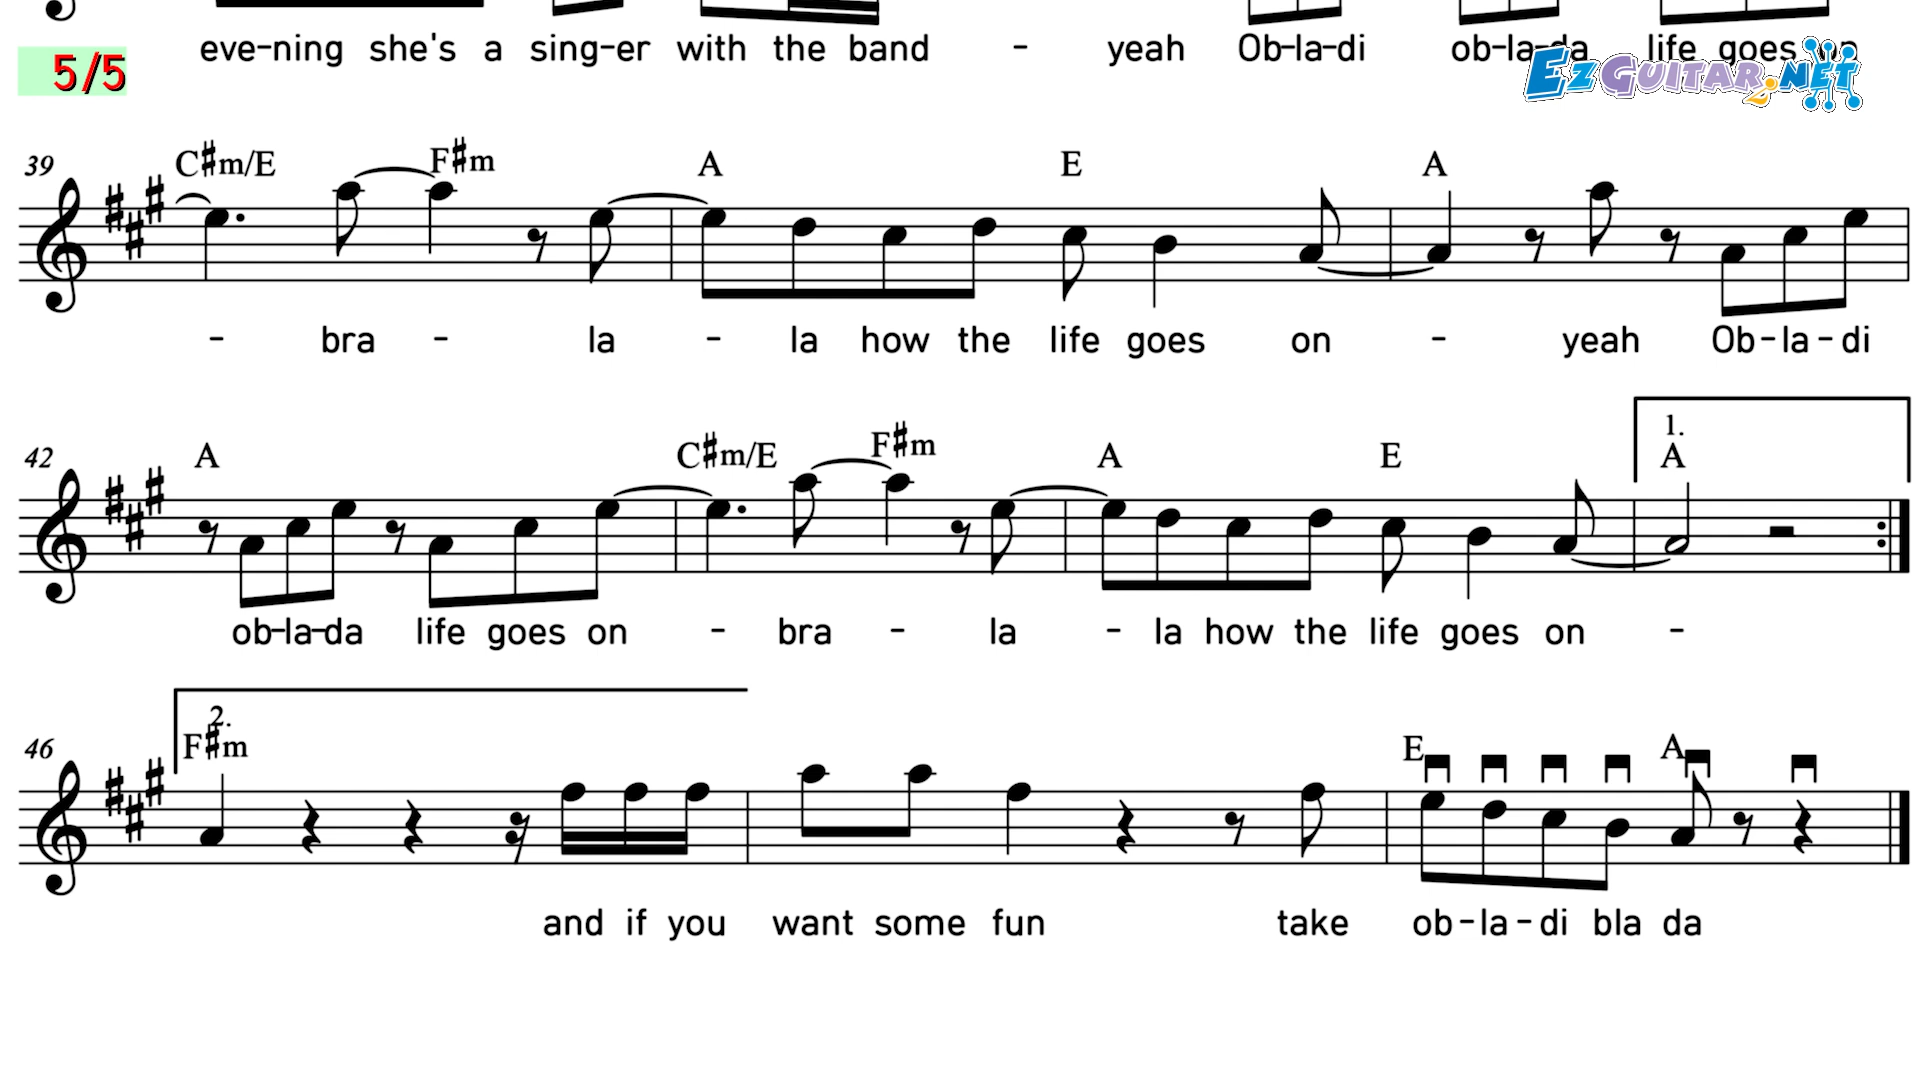 eve-ning she's a sing-er with the band - yeah Ob-la-di ob-la-da life goes on
5/5
EzGuitar2.NET
39 C#m/E F#m A E A
- bra - la - la how the life goes on - yeah Ob-la-di
1.
42 A C#m/E F#m A E A
ob-la-da life goes on - bra - la - la how the life goes on -
2.
46 F#m E A
and if you want some fun take ob-la-di bla da